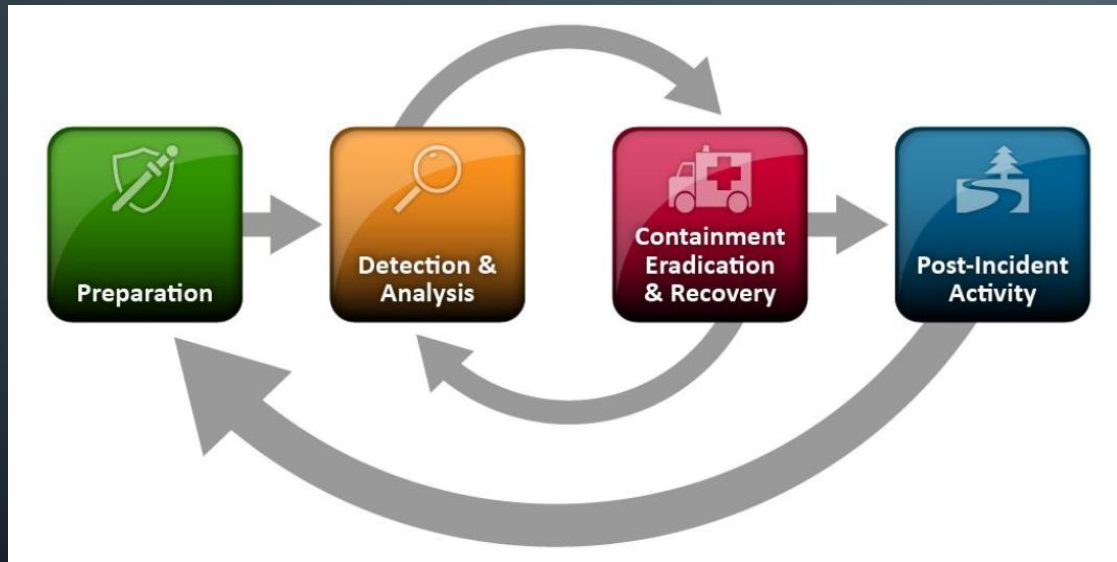 Preparation
Detection &
Analysis
Containment
Eradication
& Recovery
Post-Incident
Activity